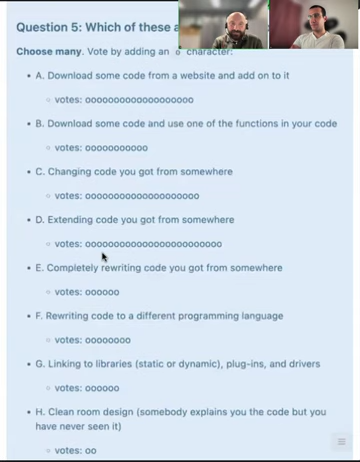 Question 5: Which of these a
Choose many. Vote by adding an o character:
A. Download some code from a website and add on to it
votes: ooooooooooooooooooo
B. Download some code and use one of the functions in your code
votes: ooooooooooo
C. Changing code you got from somewhere
votes: oooooooooooooooooooo
D. Extending code you got from somewhere
votes: oooooooooooooooooooooooo
E. Completely rewriting code you got from somewhere
votes: oooooo
F. Rewriting code to a different programming language
votes: oooooooo
G. Linking to libraries (static or dynamic), plug-ins, and drivers
votes: oooooo
H. Clean room design (somebody explains you the code but you
have never seen it)
votes: oo